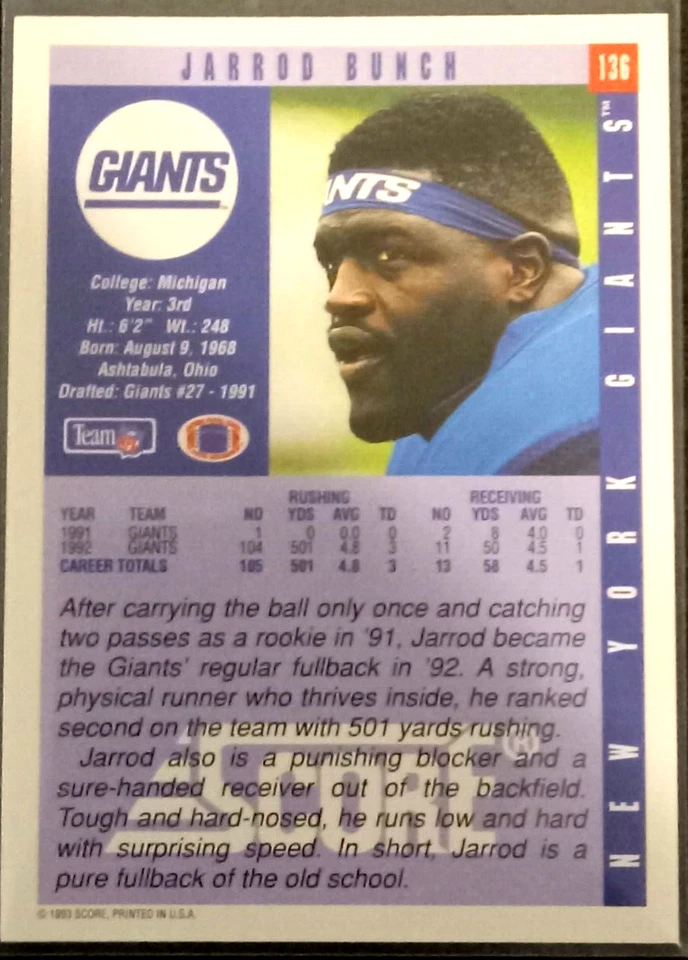 JARROD BUNCH
136
GIANTS
College: Michigan
Year: 3rd
Ht.: 6'2" Wt.: 248
Born: August 9, 1968
Ashtabula, Ohio
Drafted: Giants #27 - 1991
Team NFL
NTS
NEW YORK GIANTS™
RUSHING RECEIVING
YEAR TEAM NO YDS AVG TD NO YDS AVG TD
1991 GIANTS 1 0 0.0 0 2 8 4.0 0
1992 GIANTS 104 501 4.8 3 11 50 4.5 1
CAREER TOTALS 105 501 4.8 3 13 58 4.5 1
After carrying the ball only once and catching
two passes as a rookie in '91, Jarrod became
the Giants' regular fullback in '92. A strong,
physical runner who thrives inside, he ranked
second on the team with 501 yards rushing.
Jarrod also is a punishing blocker and a
sure-handed receiver out of the backfield.
Tough and hard-nosed, he runs low and hard
with surprising speed. In short, Jarrod is a
pure fullback of the old school.
SCORE®
© 1993 SCORE, PRINTED IN U.S.A.